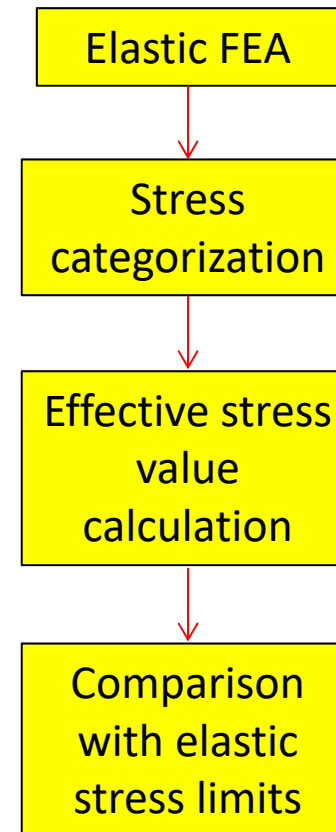 Elastic FEA
Stress
categorization
Effective stress
value
calculation
Comparison
with elastic
stress limits